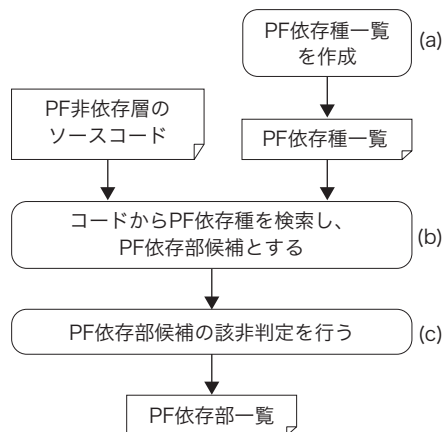 PF依存種一覧
を作成
(a)
PF非依存層の
ソースコード
PF依存種一覧
コードからPF依存種を検索し、
PF依存部候補とする
(b)
PF依存部候補の該非判定を行う
(c)
PF依存部一覧